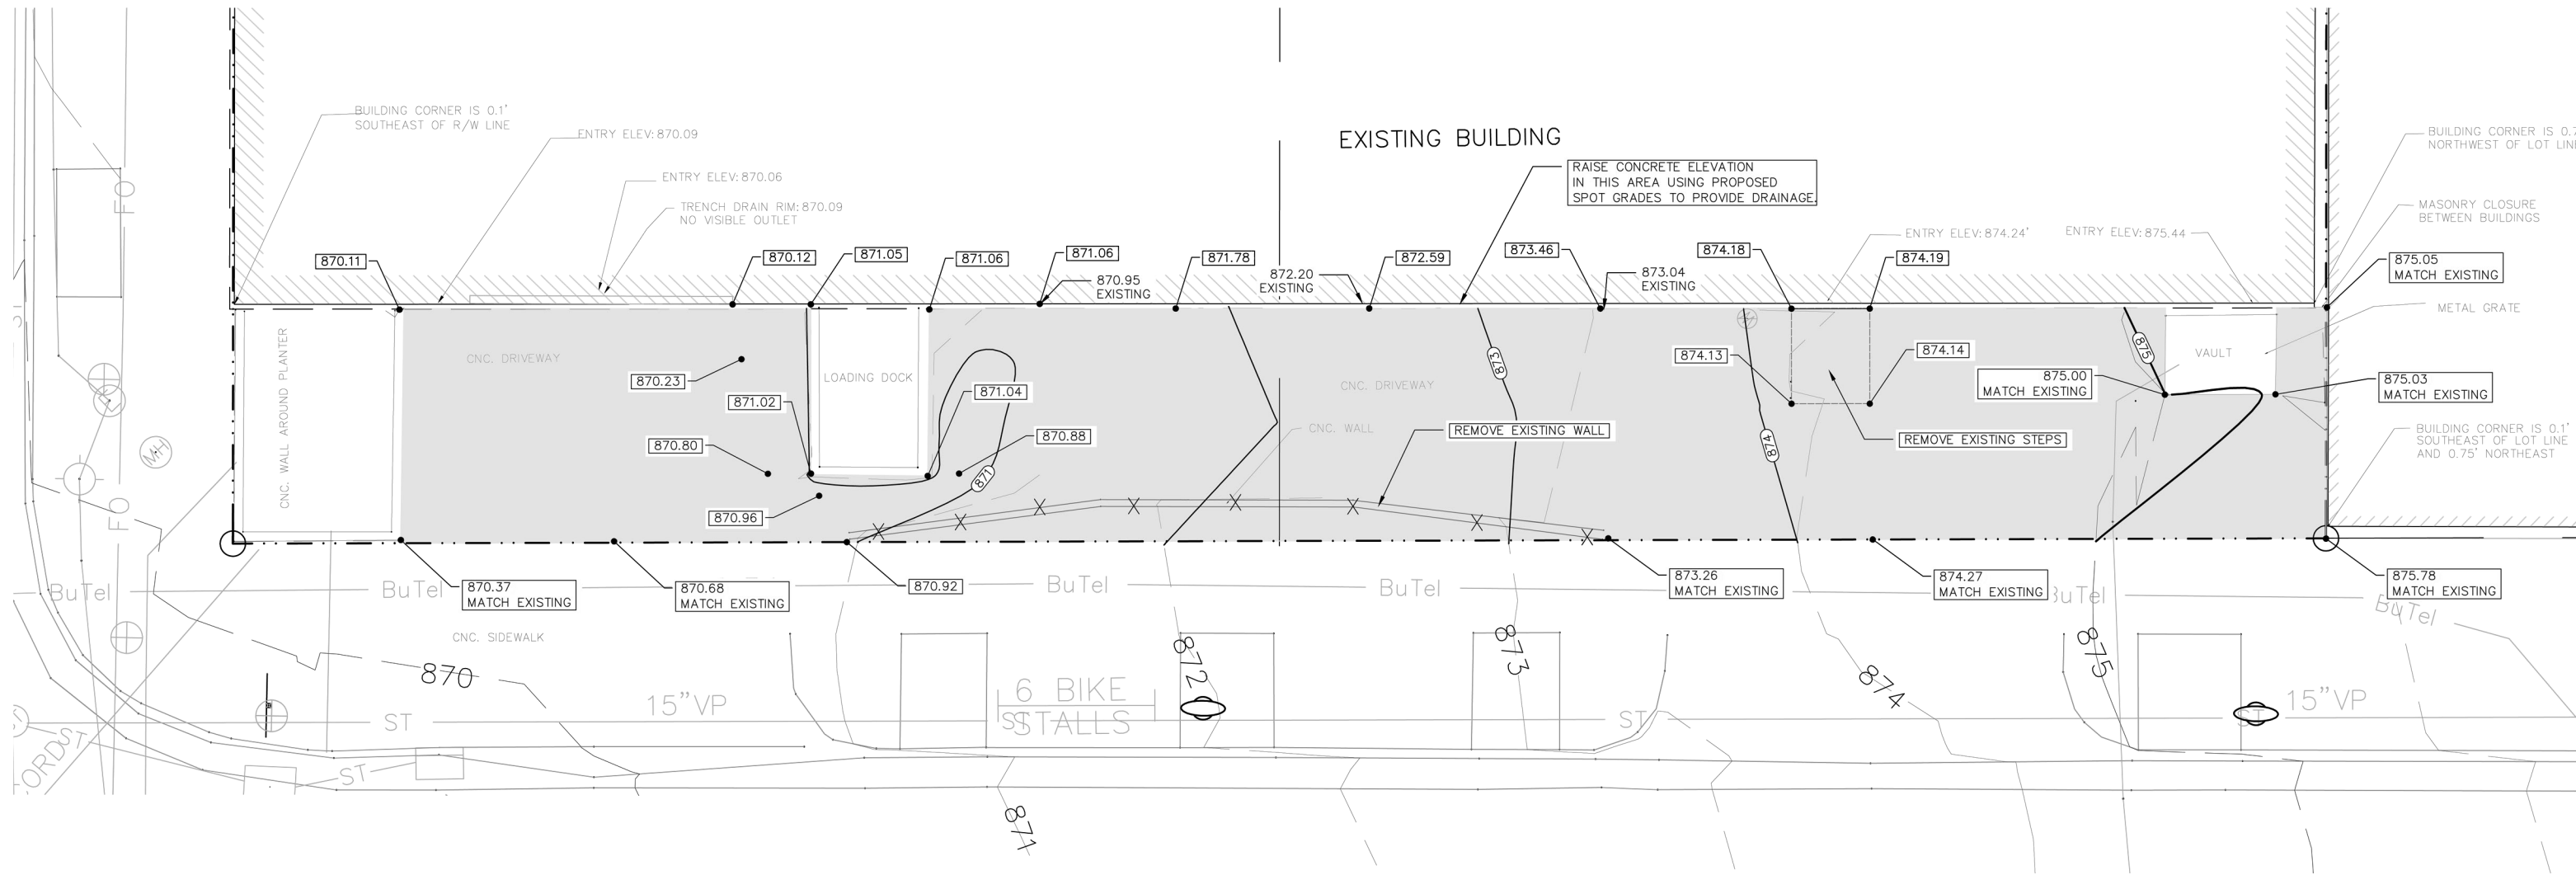 BUILDING CORNER IS 0.1'
SOUTHEAST OF R/W LINE
ENTRY ELEV: 870.09
ENTRY ELEV: 870.06
TRENCH DRAIN RIM: 870.09
NO VISIBLE OUTLET
EXISTING BUILDING
RAISE CONCRETE ELEVATION
IN THIS AREA USING PROPOSED
SPOT GRADES TO PROVIDE DRAINAGE.
BUILDING CORNER IS 0.7
NORTHWEST OF LOT LINE
MASONRY CLOSURE
BETWEEN BUILDINGS
ENTRY ELEV: 874.24'
ENTRY ELEV: 875.44
FO
870.11
870.12
871.05
871.06
871.06
870.95
EXISTING
871.78
872.20
EXISTING
872.59
873.46
873.04
EXISTING
874.18
874.19
875.05
MATCH EXISTING
METAL GRATE
CNC. WALL AROUND PLANTER
CNC. DRIVEWAY
870.23
LOADING DOCK
871.02
871.04
870.80
870.88
870.96
871
CNC. DRIVEWAY
CNC. WALL
873
REMOVE EXISTING WALL
874.13
874.14
874
REMOVE EXISTING STEPS
875
VAULT
875.00
MATCH EXISTING
875.03
MATCH EXISTING
BUILDING CORNER IS 0.1'
SOUTHEAST OF LOT LINE
AND 0.75' NORTHEAST
MH
FO
BuTel
BuTel
870.37
MATCH EXISTING
870.68
MATCH EXISTING
870.92
BuTel
BuTel
873.26
MATCH EXISTING
874.27
MATCH EXISTING
BuTel
875.78
MATCH EXISTING
BuTel
CNC. SIDEWALK
870
872
873
874
875
6 BIKE
STALLS
15"VP
15"VP
ST
ST
ST
ST
ST
ST
871